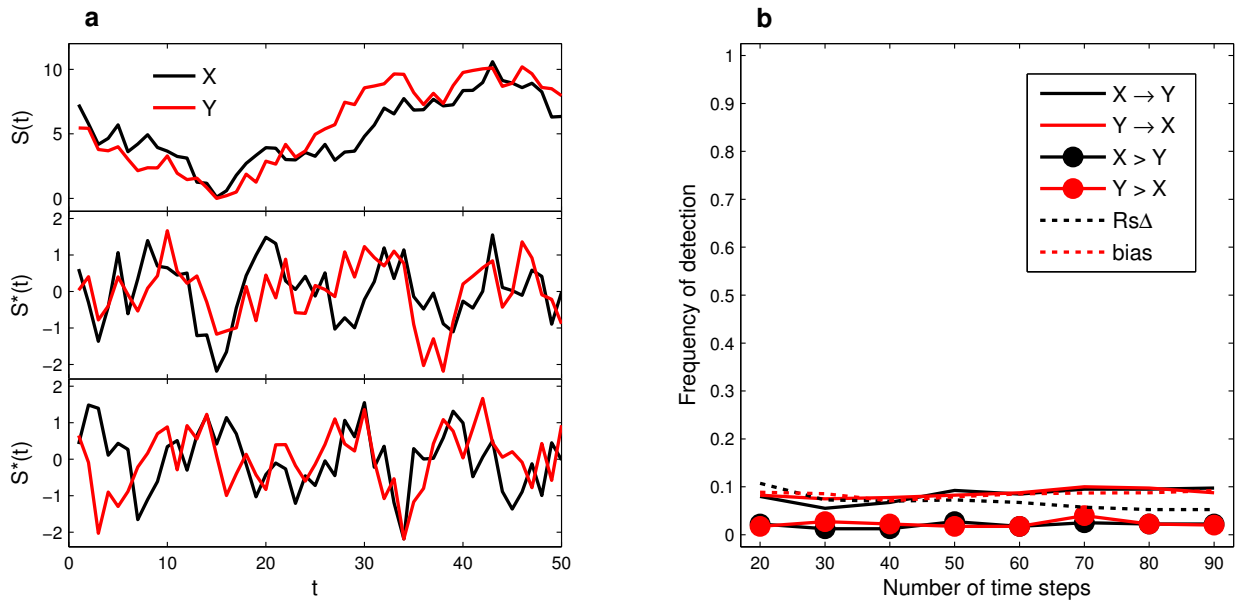 a
S(t)
10
5
0
X
Y
S*(t)
2
1
0
−1
−2
S*(t)
2
1
0
−1
−2
0 10 20 30 40 50
t
b
Frequency of detection
1
0.9
0.8
0.7
0.6
0.5
0.4
0.3
0.2
0.1
0
X → Y
Y → X
X > Y
Y > X
Rs∆
bias
20 30 40 50 60 70 80 90
Number of time steps